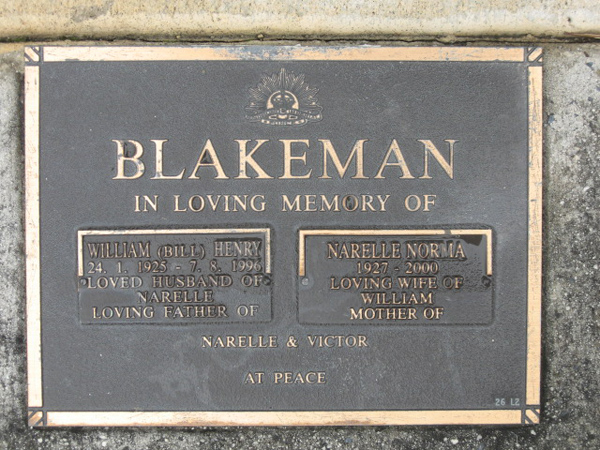 BLAKEMAN
IN LOVING MEMORY OF
WILLIAM (BILL) HENRY
24. 1. 1925 - 7. 8. 1996
LOVED HUSBAND OF
NARELLE
LOVING FATHER OF
NARELLE NORMA
1927 - 2000
LOVING WIFE OF
WILLIAM
MOTHER OF
NARELLE & VICTOR
AT PEACE
26 12